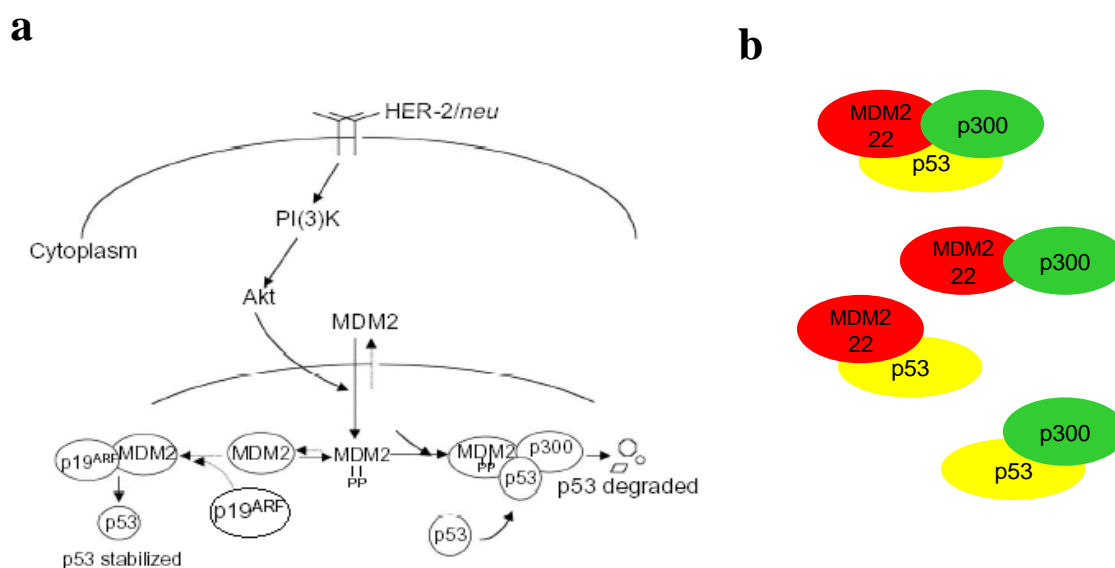 a
HER-2/neu
PI(3)K
Cytoplasm
Akt
MDM2
p19ARF
MDM2
MDM2
MDM2
PP
MDM2
PP
p300
p53
p53 degraded
p53
p19ARF
p53
p53 stabilized
b
MDM2
22
p300
p53
MDM2
22
p300
MDM2
22
p53
p300
p53